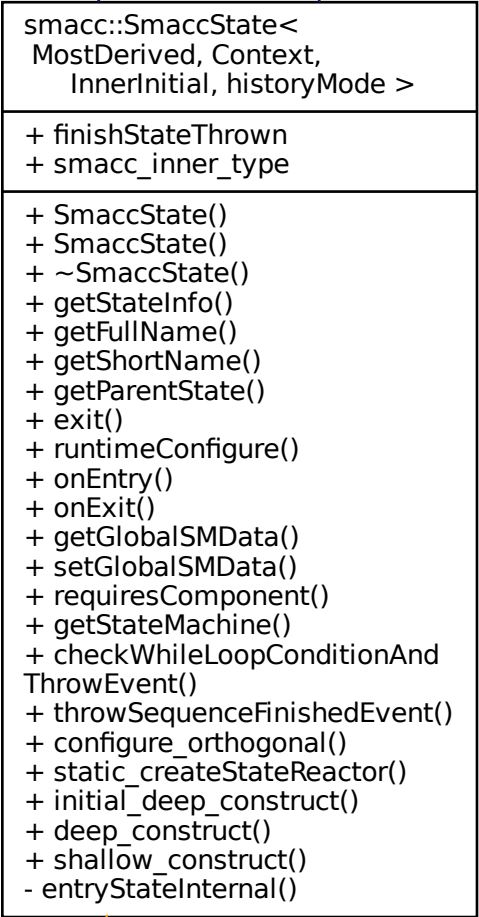 smacc::SmaccState<
MostDerived, Context,
InnerInitial, historyMode >
+ finishStateThrown
+ smacc_inner_type
+ SmaccState()
+ SmaccState()
+ ~SmaccState()
+ getStateInfo()
+ getFullName()
+ getShortName()
+ getParentState()
+ exit()
+ runtimeConfigure()
+ onEntry()
+ onExit()
+ getGlobalSMData()
+ setGlobalSMData()
+ requiresComponent()
+ getStateMachine()
+ checkWhileLoopConditionAnd
ThrowEvent()
+ throwSequenceFinishedEvent()
+ configure_orthogonal()
+ static_createStateReactor()
+ initial_deep_construct()
+ deep_construct()
+ shallow_construct()
- entryStateInternal()